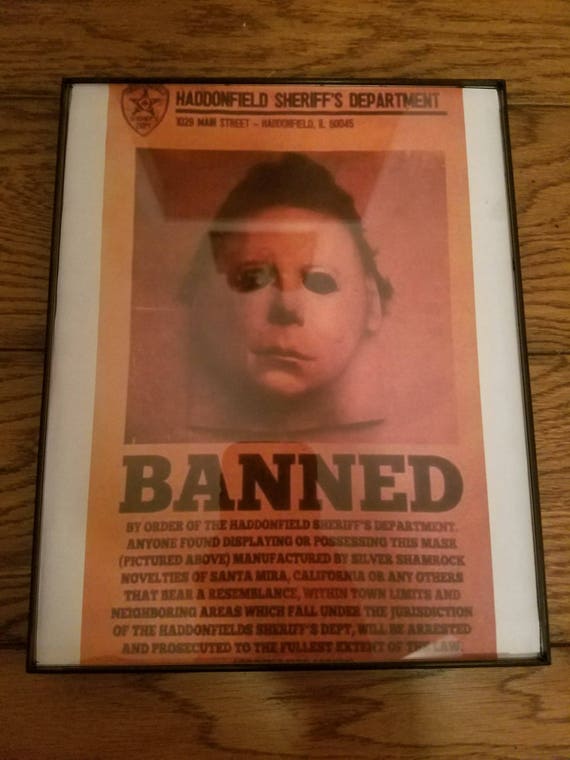 HADDONFIELD SHERIFF'S DEPARTMENT
1029 MAIN STREET – HADDONFIELD, IL 60045
BANNED
BY ORDER OF THE HADDONFIELD SHERIFF'S DEPARTMENT.
ANYONE FOUND DISPLAYING OR POSSESSING THIS MASK
(PICTURED ABOVE) MANUFACTURED BY SILVER SHAMROCK
NOVELTIES OF SANTA MIRA, CALIFORNIA OR ANY OTHERS
THAT BEAR A RESEMBLANCE, WITHIN TOWN LIMITS AND
NEIGHBORING AREAS WHICH FALL UNDER THE JURISDICTION
OF THE HADDONFIELDS SHERIFF'S DEPT, WILL BE ARRESTED
AND PROSECUTED TO THE FULLEST EXTENT OF THE LAW.